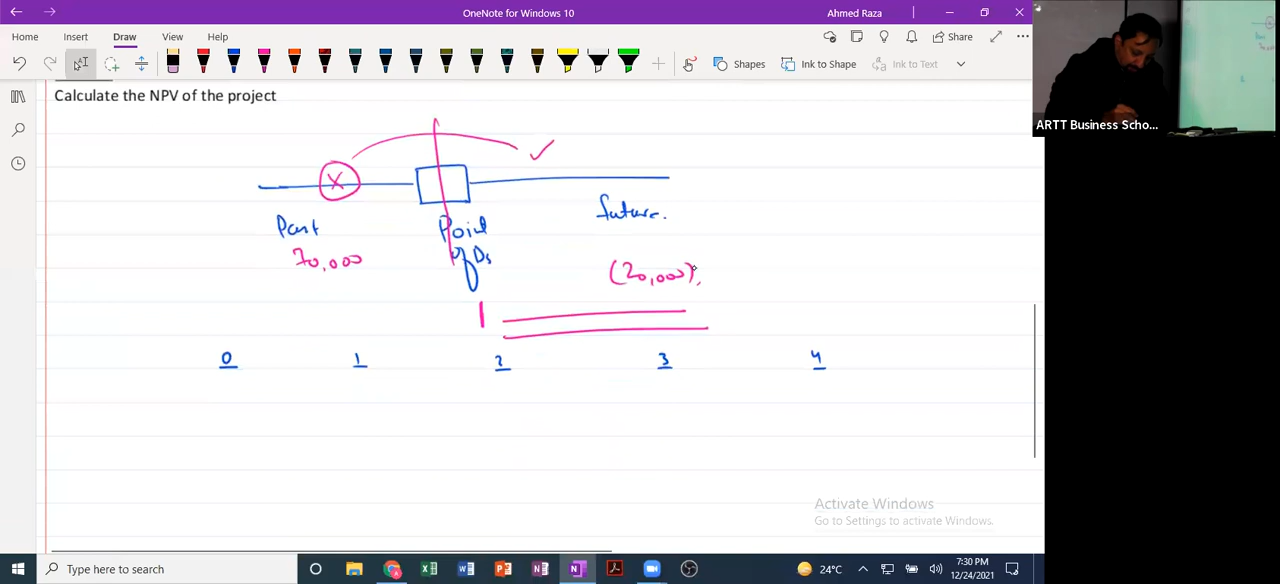 OneNote for Windows 10
Ahmed Raza
Home Insert Draw View Help
Share
Shapes
Ink to Shape
Ink to Text
ARTT Business Scho...
Calculate the NPV of the project
X
Past
Point of Ds
future.
70,000
(20,000)
0 1 2 3 4
Activate Windows
Go to Settings to activate Windows.
Type here to search
24°C
7:30 PM
12/24/2021